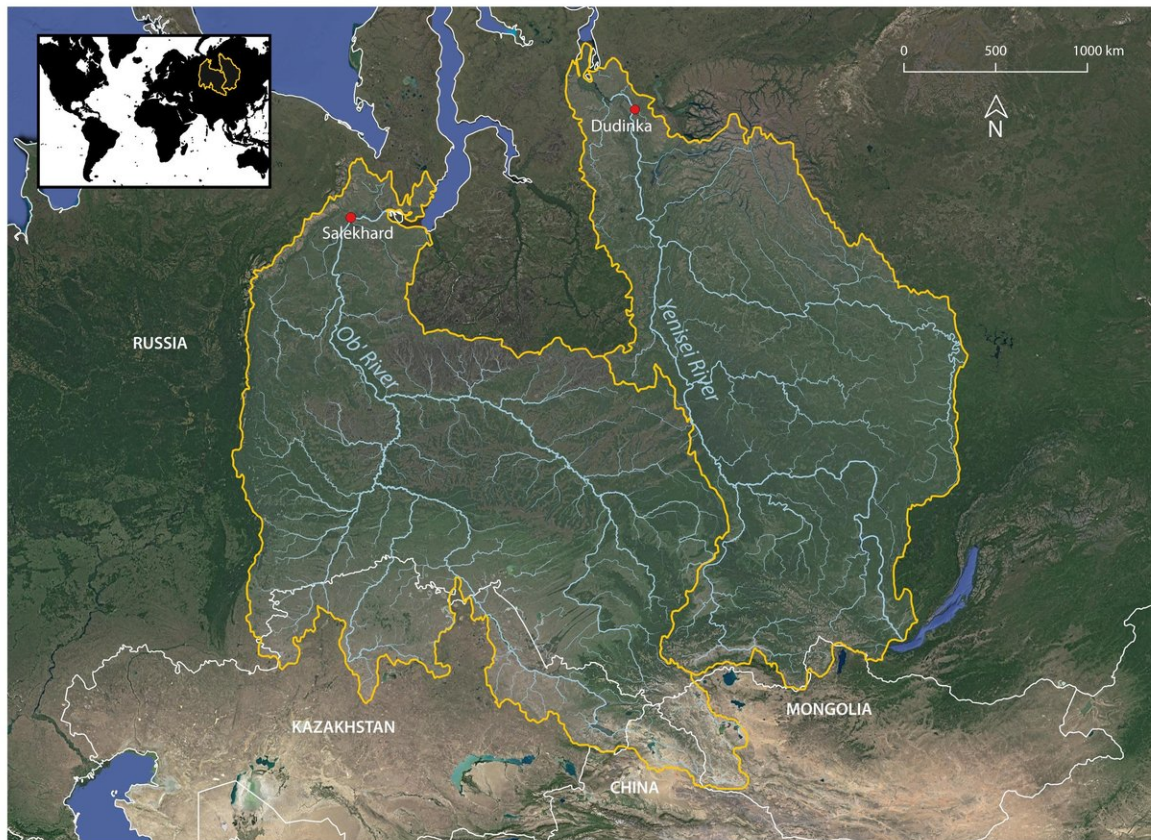 0 500 1000 km
N
Dudinka
Salekhard
RUSSIA
Ob' River
Yenisei River
KAZAKHSTAN
MONGOLIA
CHINA